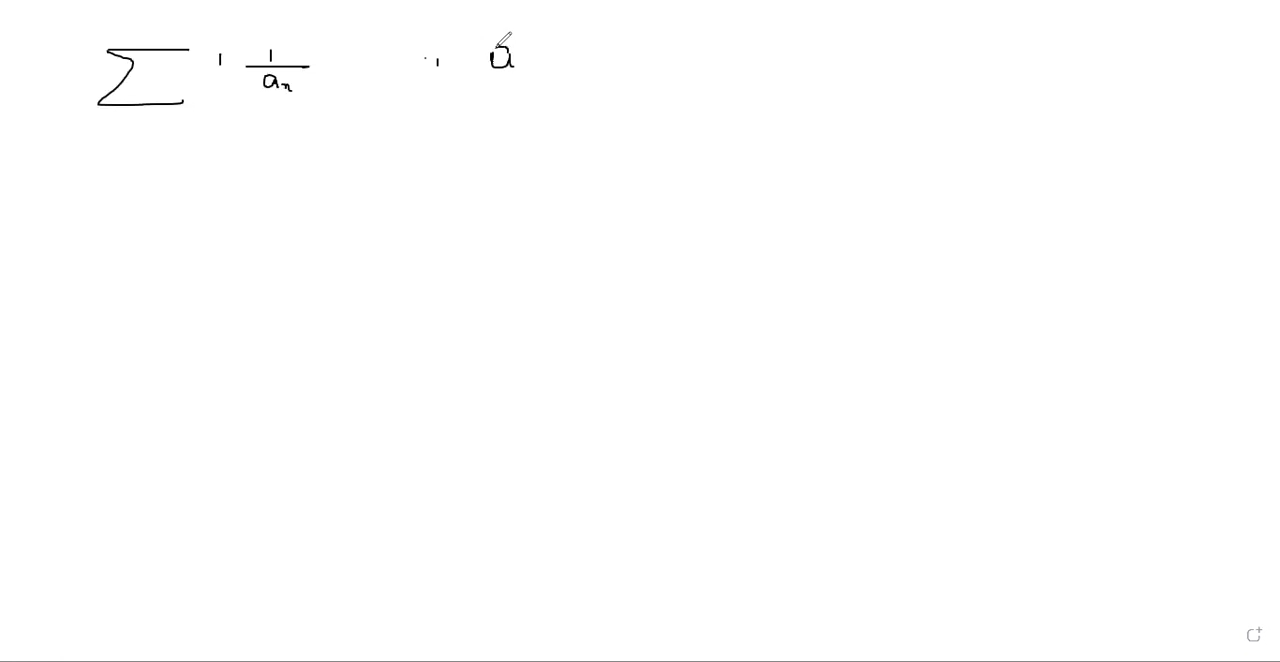 ∑ ' 1/aₙ , a